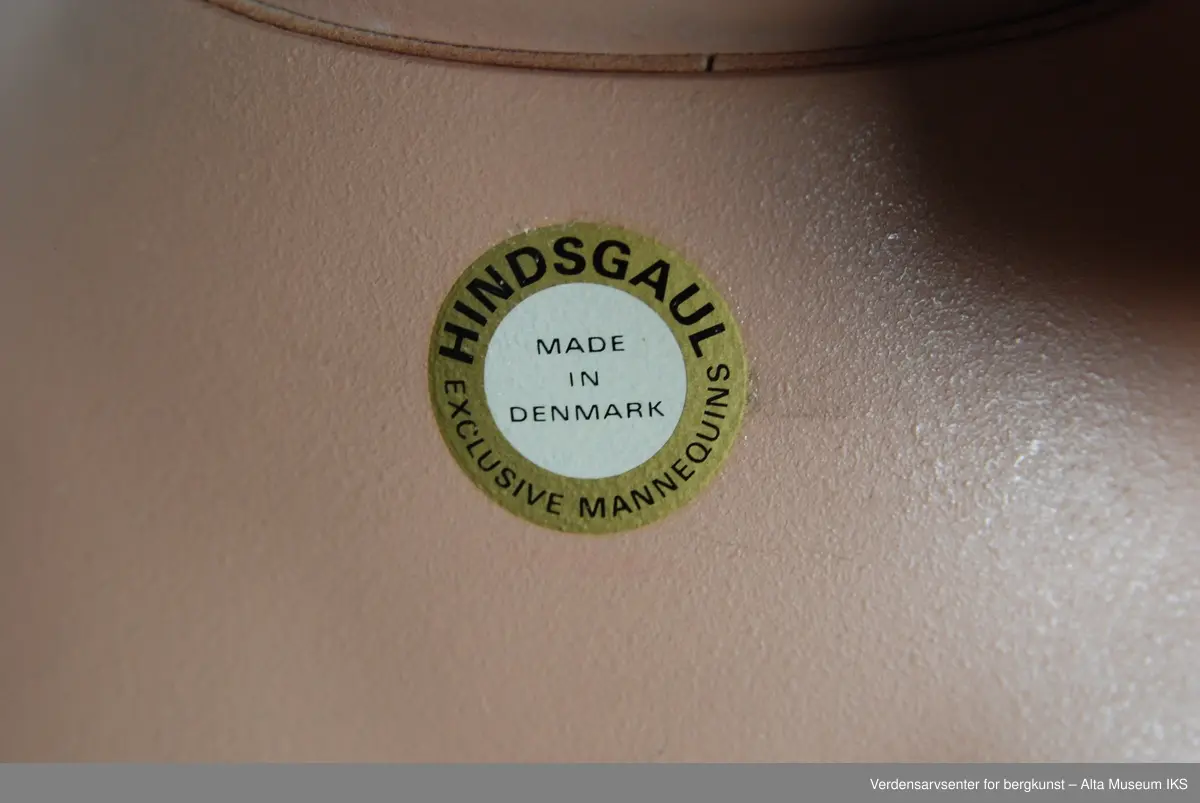 HINDSGAUL
MADE
IN
DENMARK
EXCLUSIVE MANNEQUINS
Verdensarvsenter for bergkunst – Alta Museum IKS